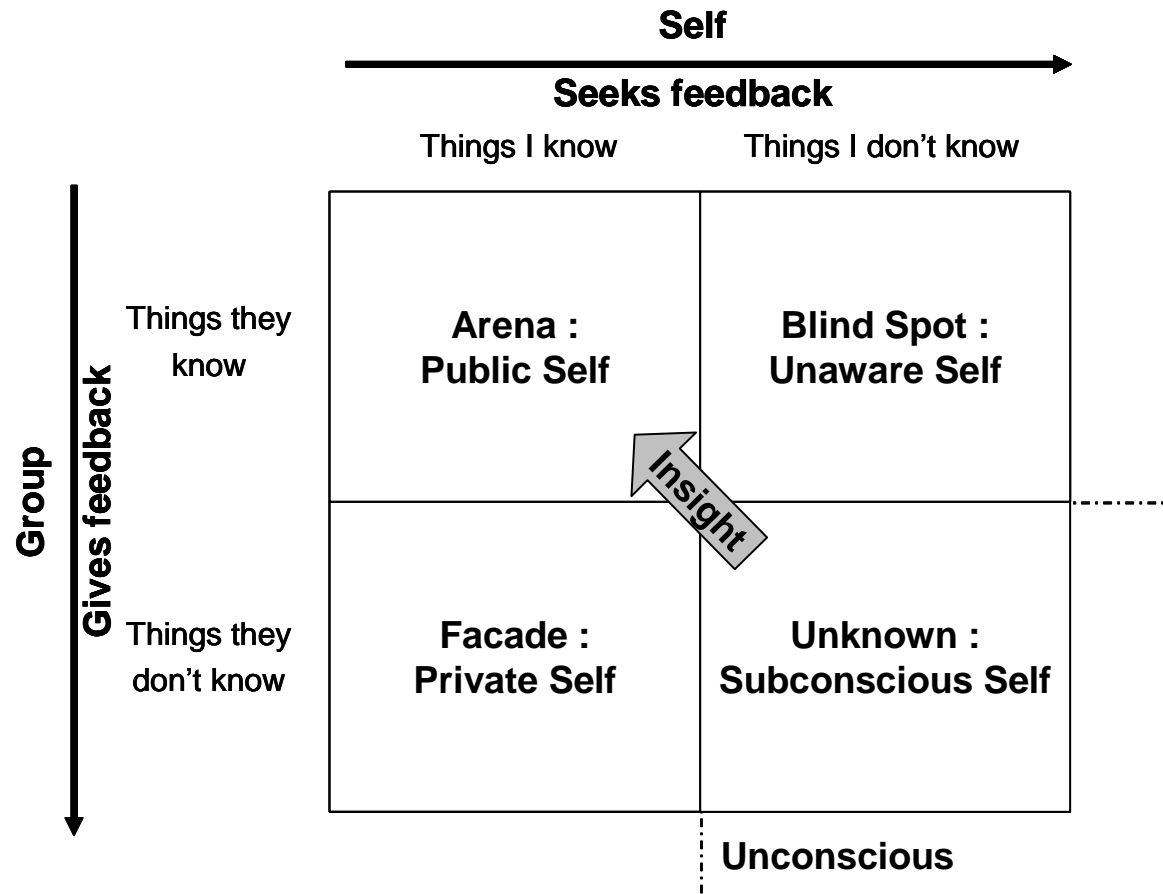 Self
Seeks feedback
Things I know
Things I don't know
Group
Gives feedback
Things they
know
Arena :
Public Self
Blind Spot :
Unaware Self
Insight
Things they
don't know
Facade :
Private Self
Unknown :
Subconscious Self
Unconscious